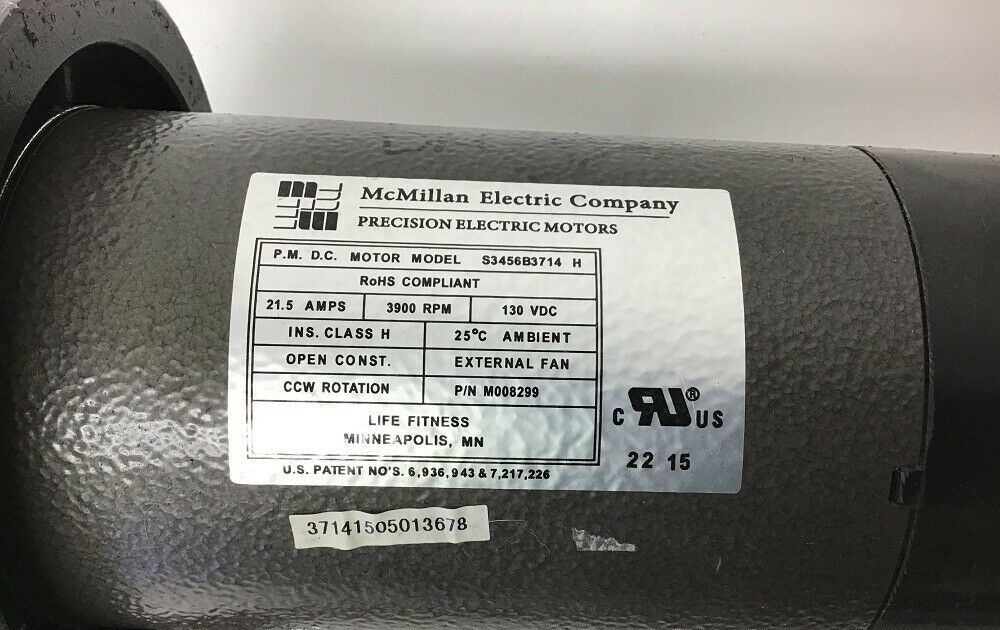 McMillan Electric Company
PRECISION ELECTRIC MOTORS
P.M. D.C. MOTOR MODEL S3456B3714 H
RoHS COMPLIANT
21.5 AMPS 3900 RPM 130 VDC
INS. CLASS H 25°C AMBIENT
OPEN CONST. EXTERNAL FAN
CCW ROTATION P/N M008299
LIFE FITNESS
MINNEAPOLIS, MN
U.S. PATENT NO'S. 6,936,943 & 7,217,226
C RU® US
22 15
37141505013678